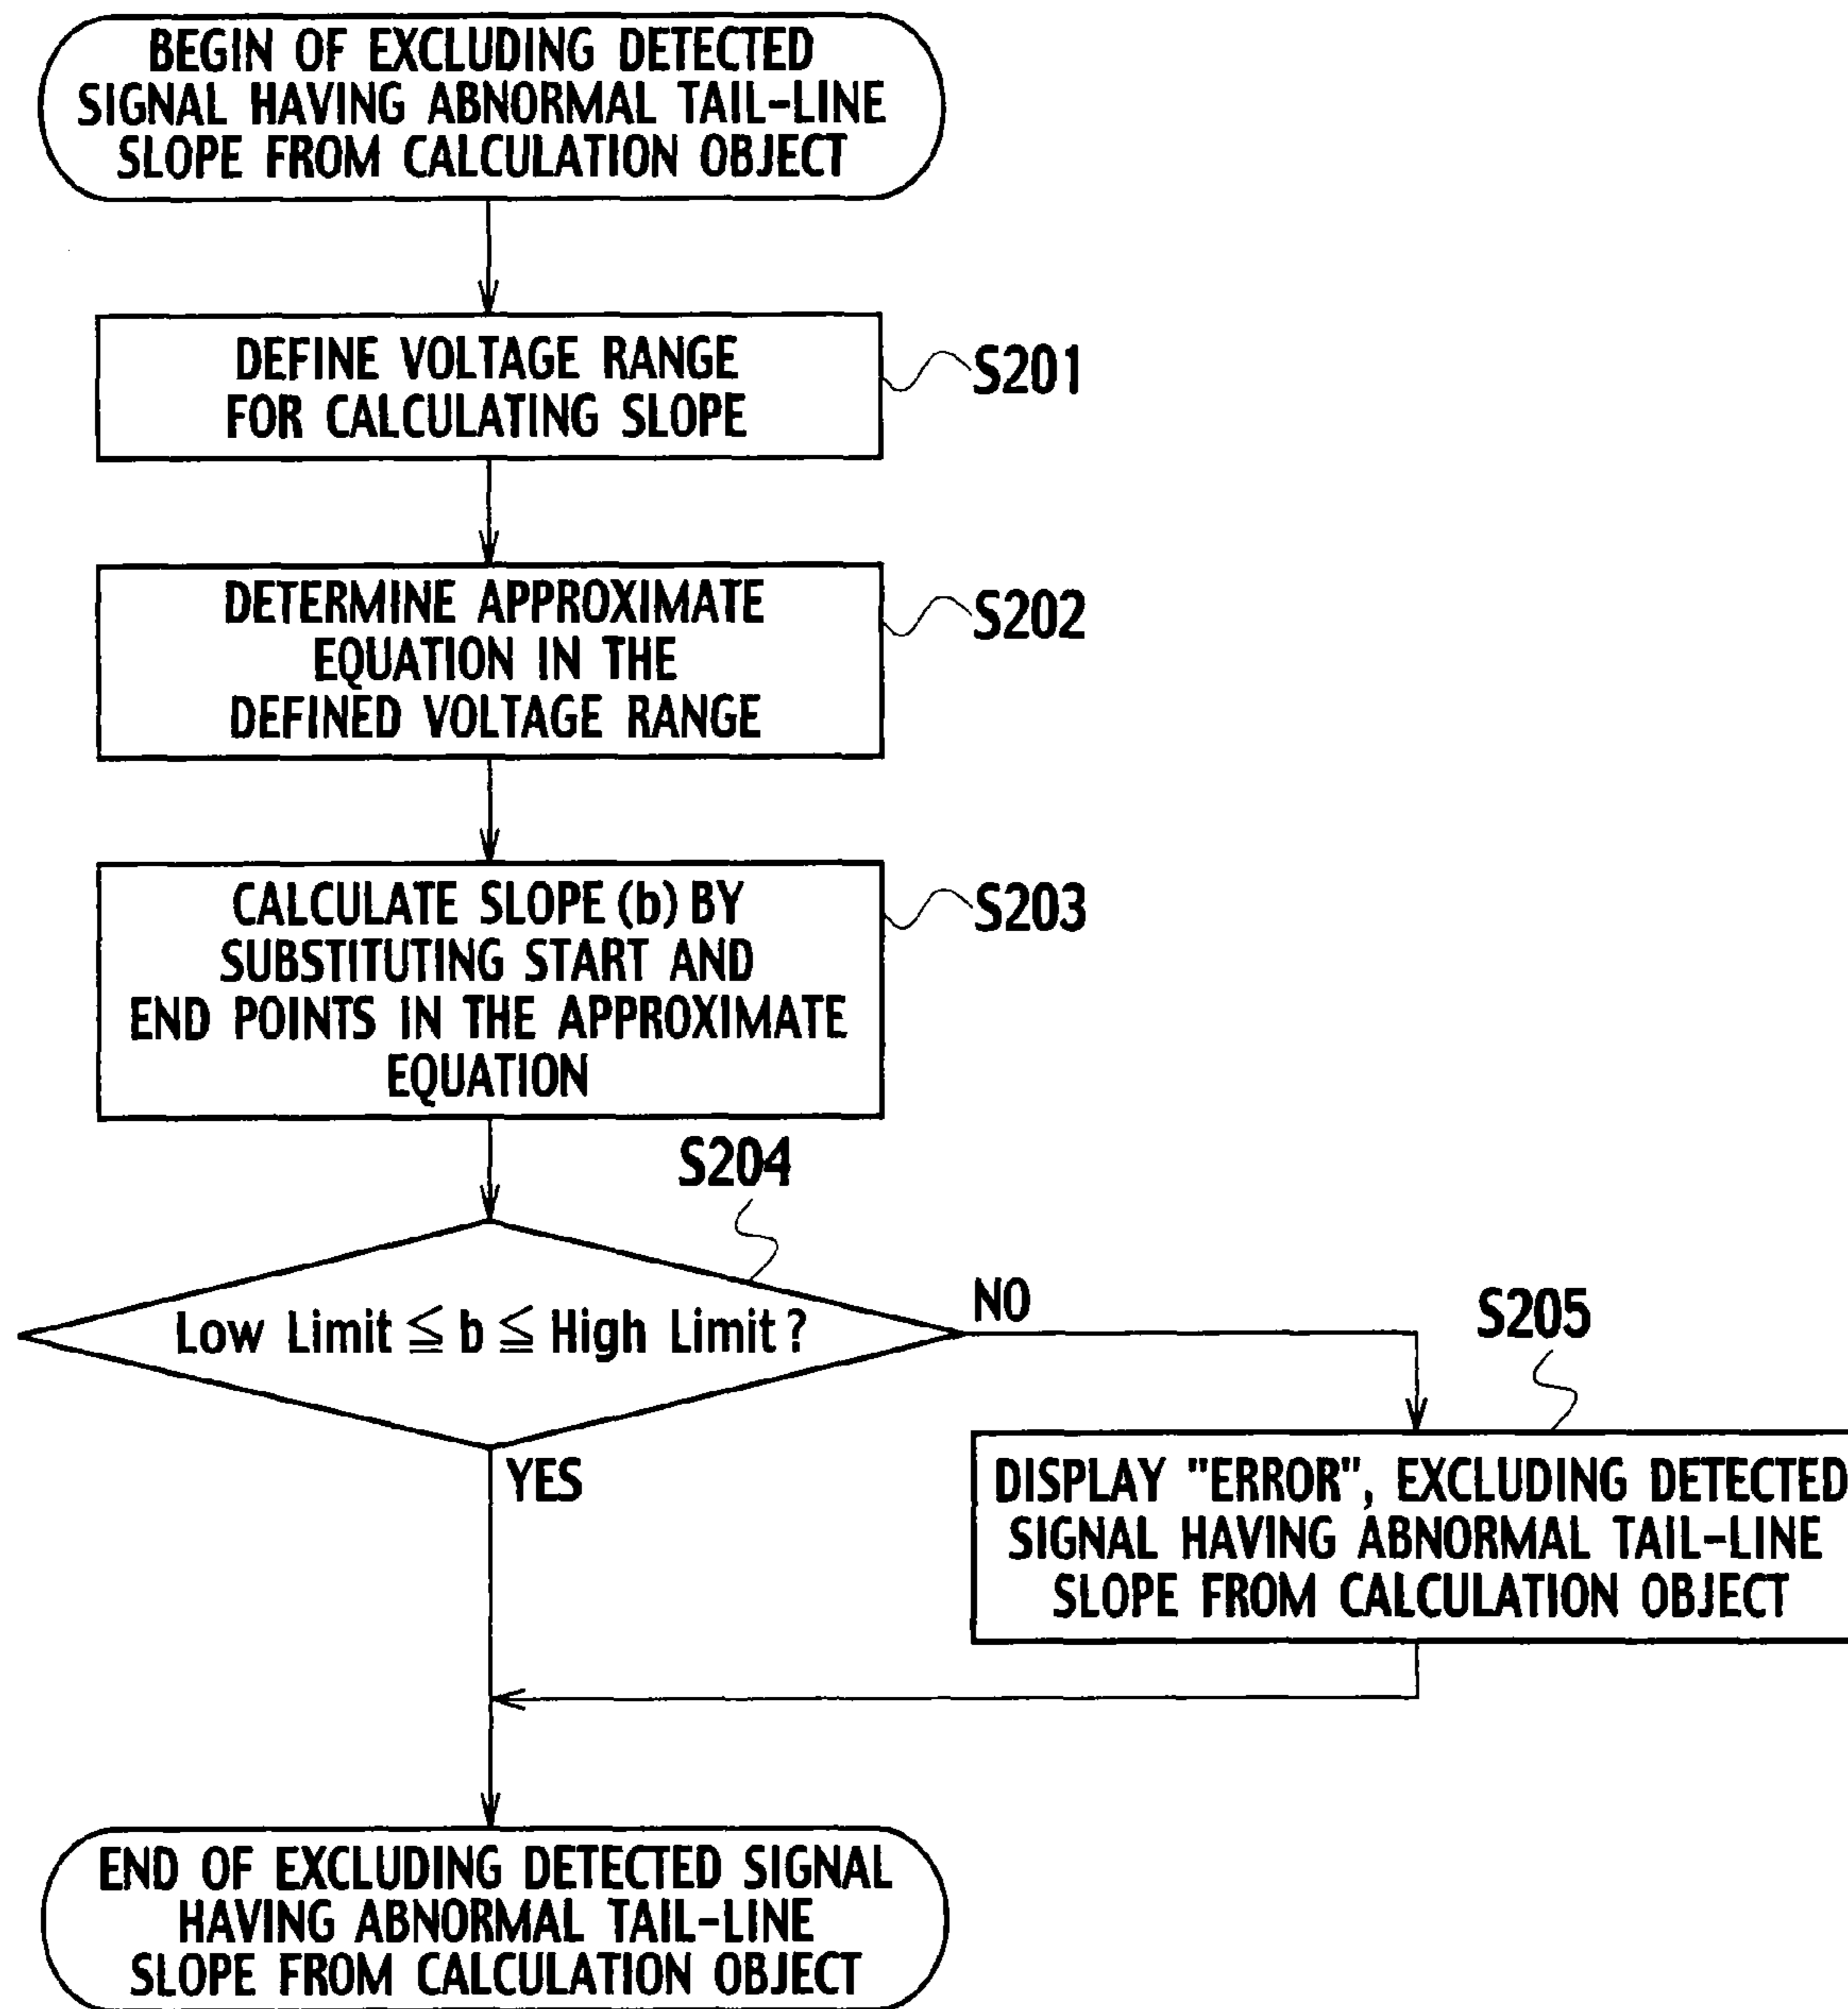 BEGIN OF EXCLUDING DETECTED
SIGNAL HAVING ABNORMAL TAIL-LINE
SLOPE FROM CALCULATION OBJECT
DEFINE VOLTAGE RANGE
FOR CALCULATING SLOPE
S201
DETERMINE APPROXIMATE
EQUATION IN THE
DEFINED VOLTAGE RANGE
S202
CALCULATE SLOPE (b) BY
SUBSTITUTING START AND
END POINTS IN THE APPROXIMATE
EQUATION
S203
S204
Low Limit ≦ b ≦ High Limit ?
NO
YES
S205
DISPLAY "ERROR", EXCLUDING DETECTED
SIGNAL HAVING ABNORMAL TAIL-LINE
SLOPE FROM CALCULATION OBJECT
END OF EXCLUDING DETECTED SIGNAL
HAVING ABNORMAL TAIL-LINE
SLOPE FROM CALCULATION OBJECT